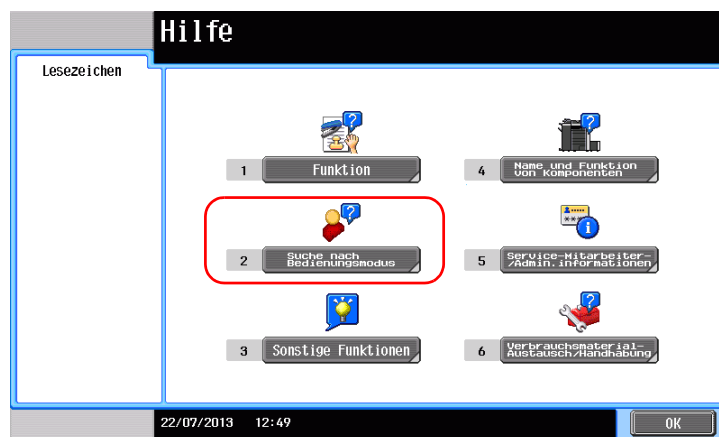 Hilfe
Lesezeichen
1 Funktion
2 Suche nach
Bedienungsmodus
3 Sonstige Funktionen
4 Name und Funktion
von Komponenten
5 Service-Mitarbeiter-
/Admin.informationen
6 Verbrauchsmaterial-
Austausch/Handhabung
22/07/2013 12:49
OK